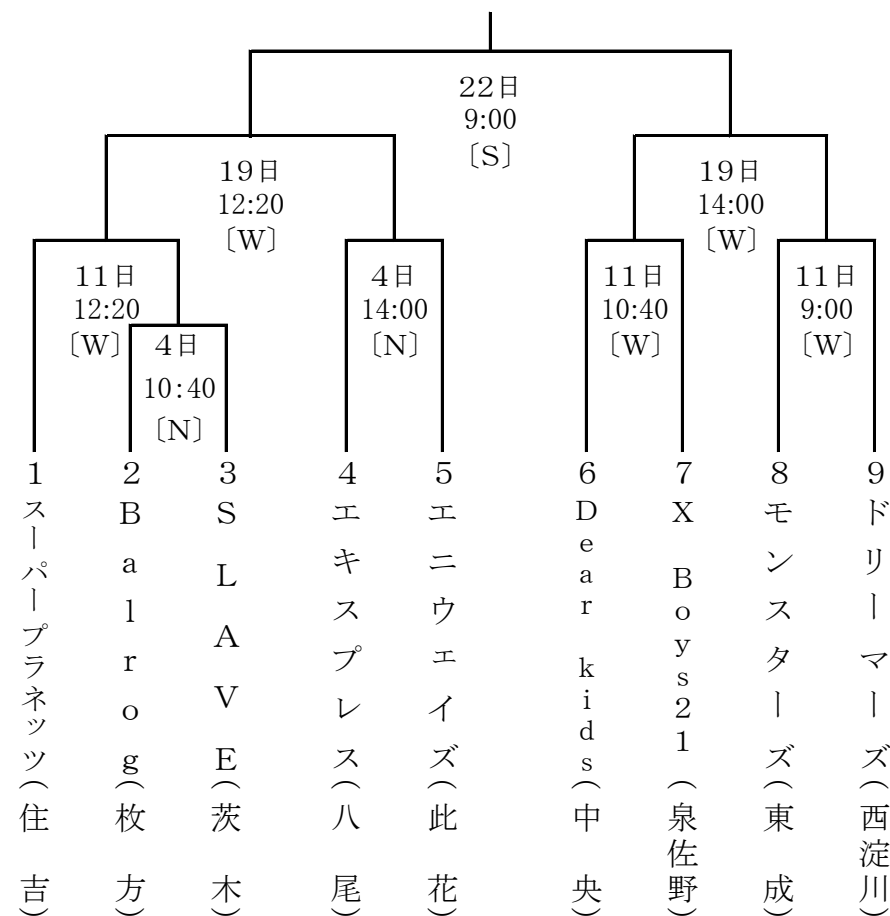 22日
9:00
〔S〕
19日
12:20
〔W〕
19日
14:00
〔W〕
11日
12:20
〔W〕
4日
14:00
〔N〕
11日
10:40
〔W〕
11日
9:00
〔W〕
4日
10:40
〔N〕
1 スーパープラネッツ(住吉)
2 Balrog(枚方)
3 SLAVE(茨木)
4 エキスプレス(八尾)
5 エニウェイズ(此花)
6 Dear kids(中央)
7 X Boys21(泉佐野)
8 モンスターズ(東成)
9 ドリーマーズ(西淀川)